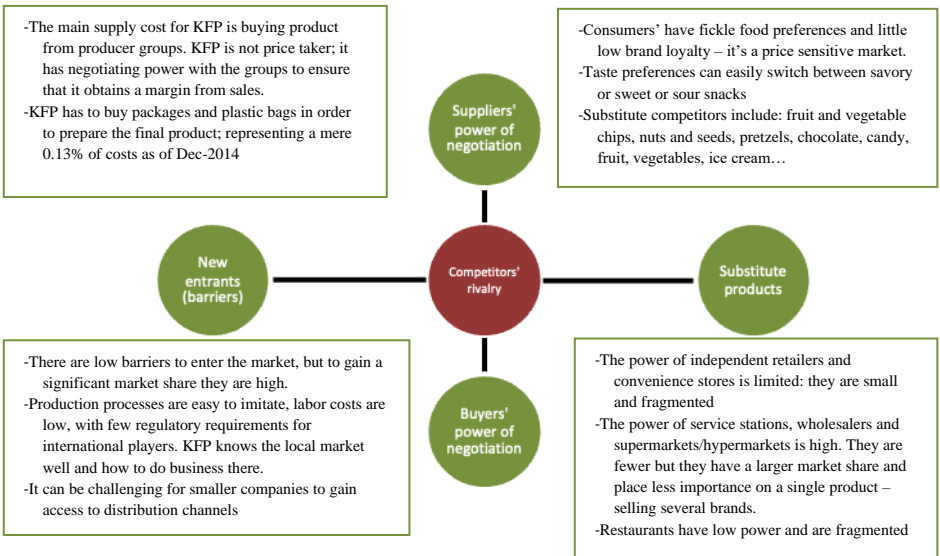 -The main supply cost for KFP is buying product
from producer groups. KFP is not price taker; it
has negotiating power with the groups to ensure
that it obtains a margin from sales.
-KFP has to buy packages and plastic bags in order
to prepare the final product; representing a mere
0.13% of costs as of Dec-2014
Suppliers'
power of
negotiation
-Consumers’ have fickle food preferences and little
low brand loyalty – it’s a price sensitive market.
-Taste preferences can easily switch between savory
or sweet or sour snacks
-Substitute competitors include: fruit and vegetable
chips, nuts and seeds, pretzels, chocolate, candy,
fruit, vegetables, ice cream…
New
entrants
(barriers)
Competitors'
rivalry
Substitute
products
-There are low barriers to enter the market, but to gain a
significant market share they are high.
-Production processes are easy to imitate, labor costs are
low, with few regulatory requirements for
international players. KFP knows the local market
well and how to do business there.
-It can be challenging for smaller companies to gain
access to distribution channels
Buyers'
power of
negotiation
-The power of independent retailers and
convenience stores is limited: they are small
and fragmented
-The power of service stations, wholesalers and
supermarkets/hypermarkets is high. They are
fewer but they have a larger market share and
place less importance on a single product –
selling several brands.
-Restaurants have low power and are fragmented